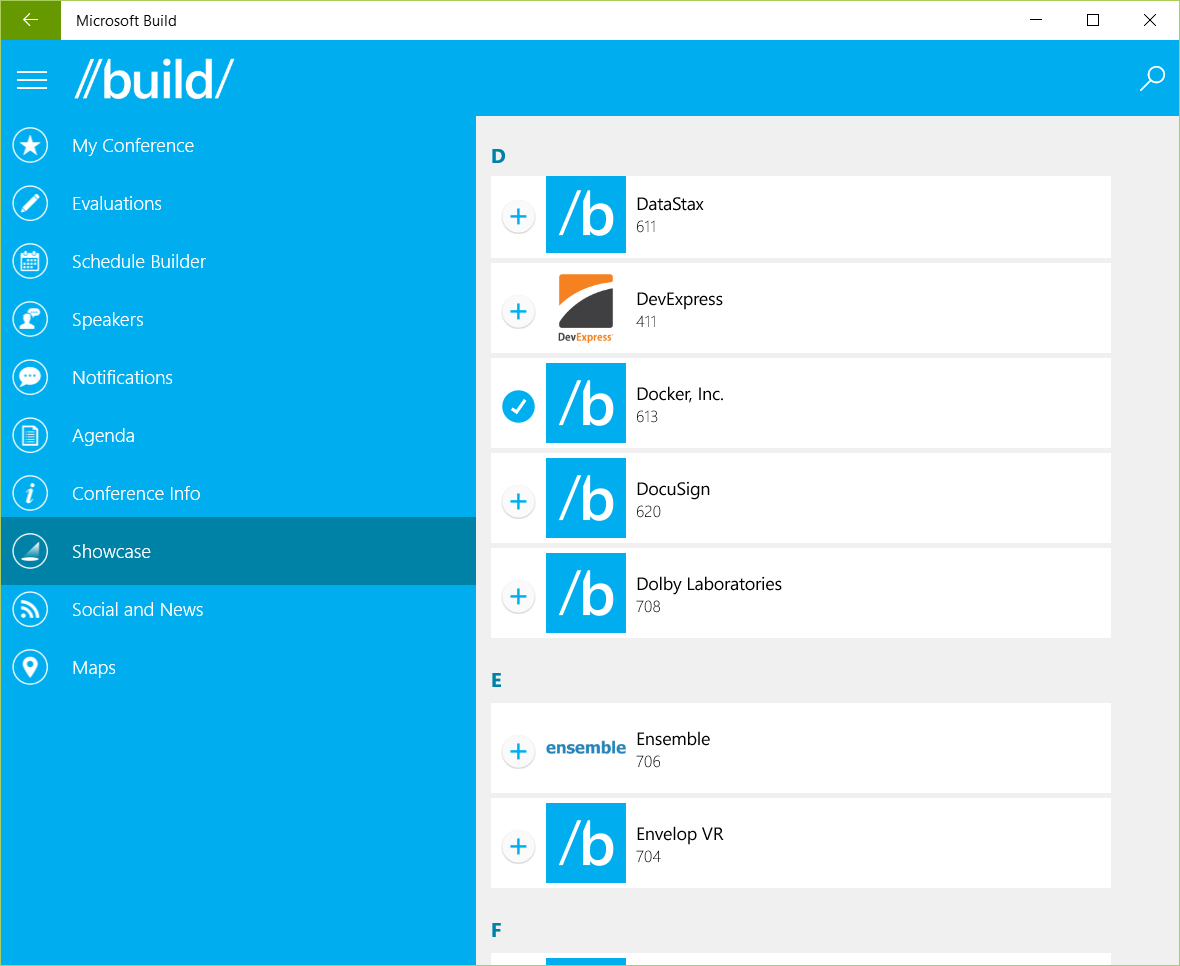 Microsoft Build
//build/
My Conference
Evaluations
Schedule Builder
Speakers
Notifications
Agenda
Conference Info
Showcase
Social and News
Maps
D
/b
DataStax
611
DevExpress
DevExpress
411
/b
Docker, Inc.
613
/b
DocuSign
620
/b
Dolby Laboratories
708
E
ensemble
Ensemble
706
/b
Envelop VR
704
F